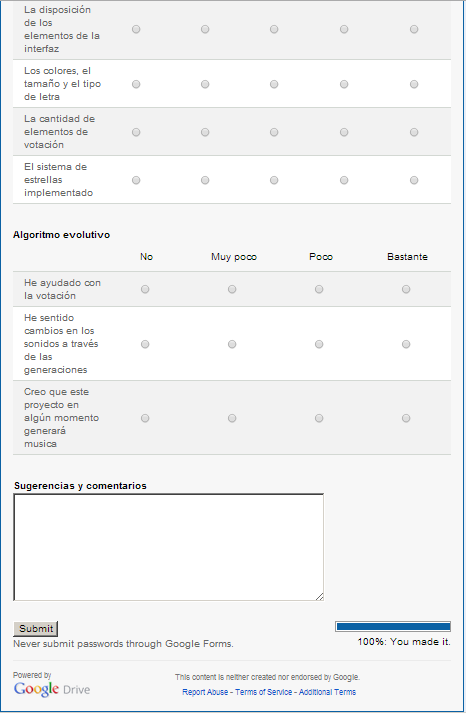 La disposición
de los
elementos de la
interfaz
Los colores, el
tamaño y el tipo
de letra
La cantidad de
elementos de
votación
El sistema de
estrellas
implementado
Algoritmo evolutivo
No Muy poco Poco Bastante
He ayudado con
la votación
He sentido
cambios en los
sonidos a través
de las
generaciones
Creo que este
proyecto en
algún momento
generará
musica
Sugerencias y comentarios
Submit
Never submit passwords through Google Forms.
100%: You made it.
Powered by
Google Drive
This content is neither created nor endorsed by Google.
Report Abuse - Terms of Service - Additional Terms